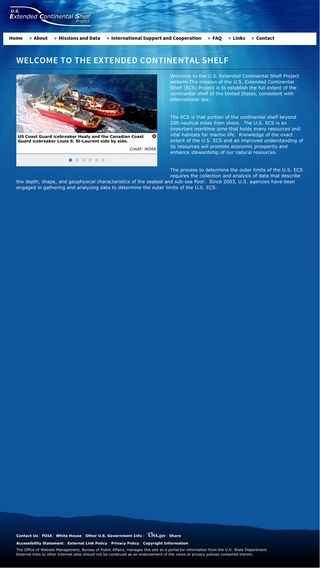 U.S.
Extended Continental Shelf
Project
Home About Missions and Data International Support and Cooperation FAQ Links Contact
WELCOME TO THE EXTENDED CONTINENTAL SHELF
US Coast Guard icebreaker Healy and the Canadian Coast
Guard icebreaker Louis S. St-Laurent side by side.
Credit: NOAA
Welcome to the U.S. Extended Continental Shelf Project
website.The mission of the U.S. Extended Continental
Shelf (ECS) Project is to establish the full extent of the
continental shelf of the United States, consistent with
international law.
The ECS is that portion of the continental shelf beyond
200 nautical miles from shore. The U.S. ECS is an
important maritime zone that holds many resources and
vital habitats for marine life. Knowledge of the exact
extent of the U.S. ECS and an improved understanding of
its resources will promote economic prosperity and
enhance stewardship of our natural resources.
The process to determine the outer limits of the U.S. ECS
requires the collection and analysis of data that describe
the depth, shape, and geophysical characteristics of the seabed and sub-sea floor. Since 2003, U.S. agencies have been
engaged in gathering and analyzing data to determine the outer limits of the U.S. ECS.
Contact Us | FOIA | White House | Other U.S. Government Info | USA.gov | Share
Accessibility Statement | External Link Policy | Privacy Policy | Copyright Information
The Office of Website Management, Bureau of Public Affairs, manages this site as a portal for information from the U.S. State Department.
External links to other Internet sites should not be construed as an endorsement of the views or privacy policies contained therein.